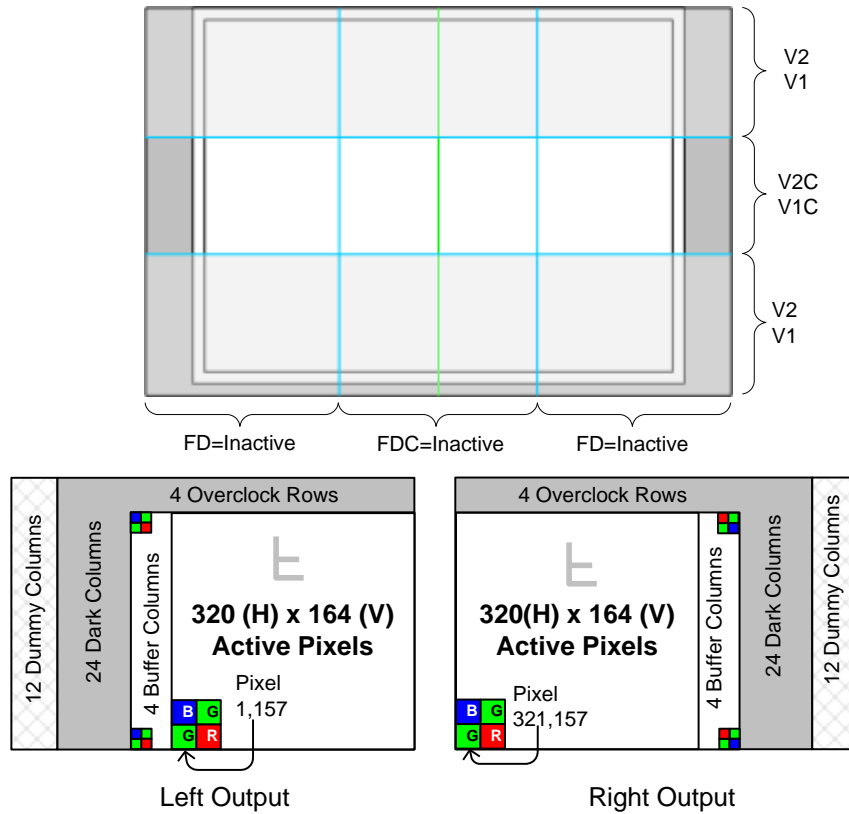 V2
V1
V2C
V1C
V2
V1
FD=Inactive
FDC=Inactive
FD=Inactive
12 Dummy Columns
24 Dark Columns
4 Overclock Rows
4 Buffer Columns
F
320 (H) x 164 (V)
Active Pixels
Pixel
1,157
B G
G R
Left Output
4 Overclock Rows
F
320(H) x 164 (V)
Active Pixels
Pixel
321,157
B G
G R
4 Buffer Columns
24 Dark Columns
12 Dummy Columns
Right Output